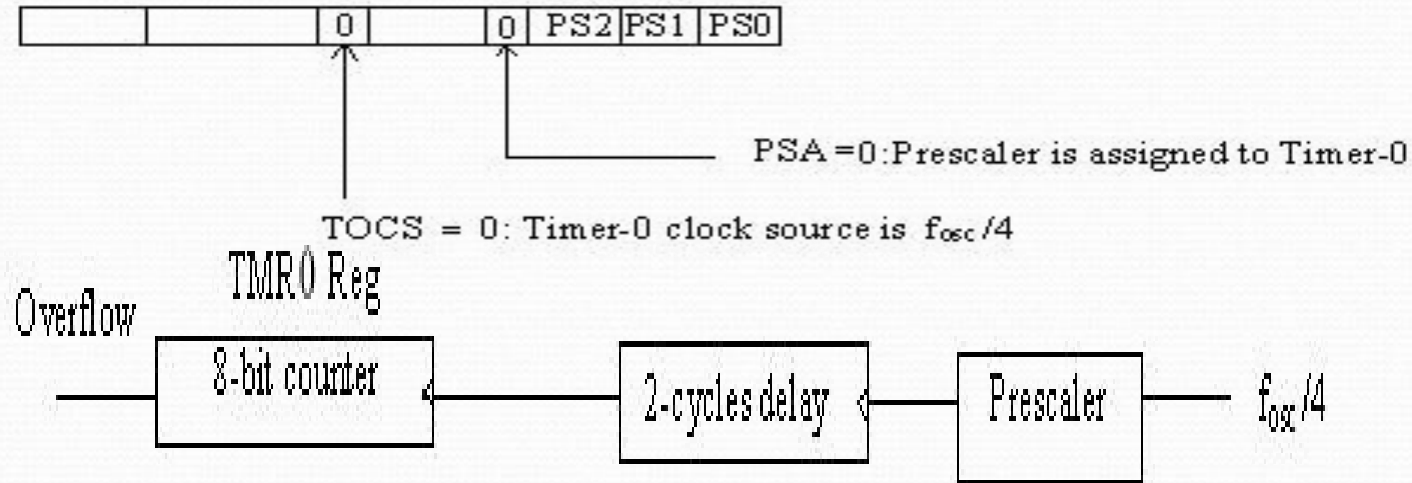 0 0 PS2 PS1 PS0
PSA=0:Prescaler is assigned to Timer-0
TOCS = 0: Timer-0 clock source is fosc/4
TMR0 Reg
Overflow
8-bit counter
2-cycles delay
Prescaler
fosc/4